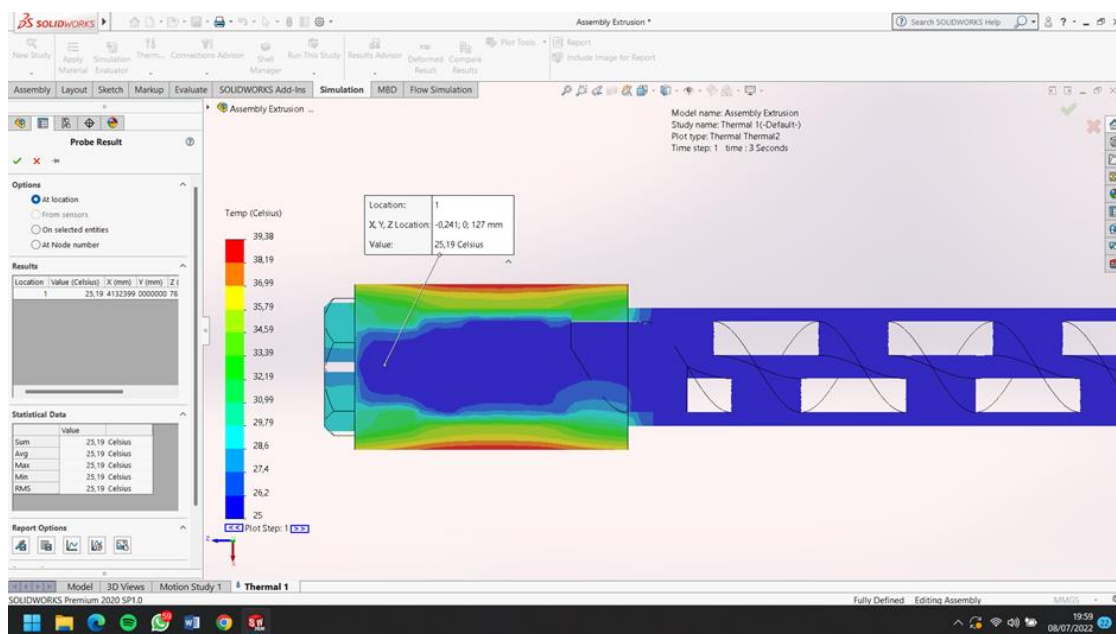 SOLIDWORKS
Assembly Extrusion *
Search SOLIDWORKS Help
New Study
Apply Material
Simulation Evaluator
Therm...
Connections Advisor
Shell Manager
Run This Study
Results Advisor
Deformed Result
Compare Results
Plot Tools
Report
Include Image for Report
Assembly Layout Sketch Markup Evaluate SOLIDWORKS Add-Ins Simulation MBD Flow Simulation
Assembly Extrusion ...
Probe Result
Options
At location
From sensors
On selected entities
At Node number
Results
Location Value (Celsius) X (mm) Y (mm) Z (
1 25,19 4132399 0000000 78
Statistical Data
Value
Sum 25,19 Celsius
Avg 25,19 Celsius
Max 25,19 Celsius
Min 25,19 Celsius
RMS 25,19 Celsius
Report Options
Model name: Assembly Extrusion
Study name: Thermal 1(-Default-)
Plot type: Thermal Thermal2
Time step: 1 time : 3 Seconds
Location: 1
X, Y, Z Location: -0,241; 0; 127 mm
Value: 25,19 Celsius
Temp (Celsius)
39,38
38,19
36,99
35,79
34,59
33,39
32,19
30,99
29,79
28,6
27,4
26,2
25
<< Plot Step: 1 >>
Model 3D Views Motion Study 1 Thermal 1
SOLIDWORKS Premium 2020 SP1.0
Fully Defined Editing Assembly MMGS
19:59
08/07/2022